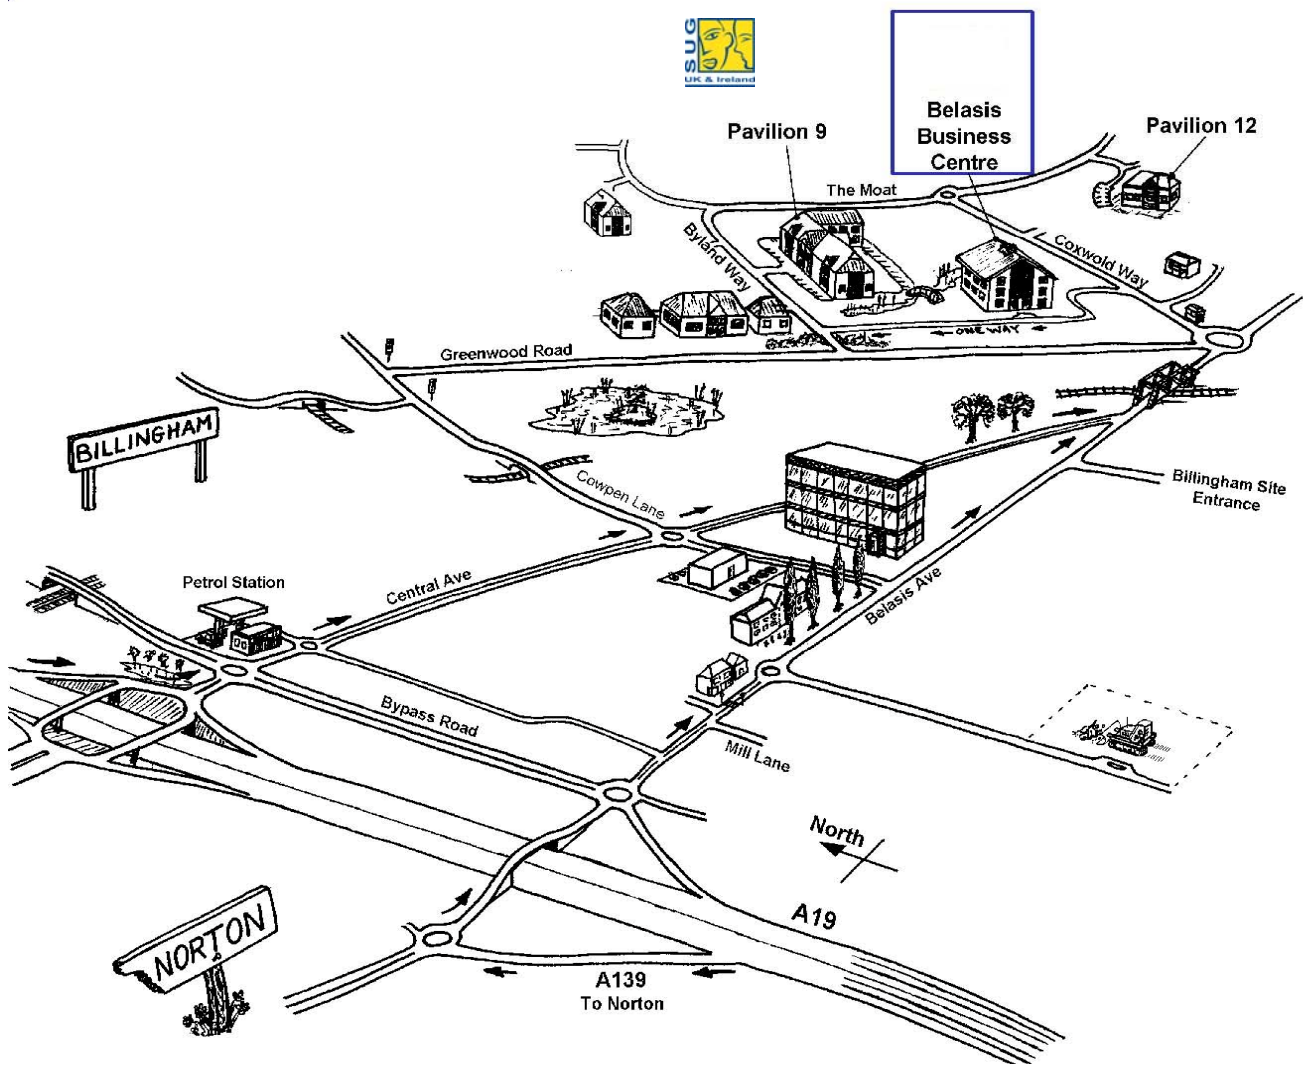 SUG
UK & Ireland
Belasis
Business
Centre
Pavilion 9
Pavilion 12
The Moat
Byland Way
Coxwold Way
ONE WAY
Greenwood Road
BILLINGHAM
Cowpen Lane
Billingham Site
Entrance
Petrol Station
Central Ave
Belasis Ave
Bypass Road
Mill Lane
North
A19
NORTON
A139
To Norton